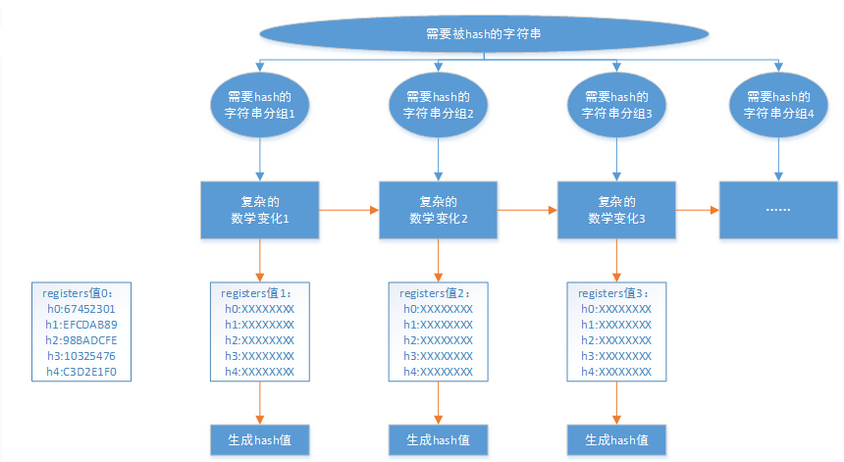 需要被hash的字符串
需要hash的
字符串分组1
需要hash的
字符串分组2
需要hash的
字符串分组3
需要hash的
字符串分组4
复杂的
数学变化1
复杂的
数学变化2
复杂的
数学变化3
……
registers值0：
h0:67452301
h1:EFCDAB89
h2:98BADCFE
h3:10325476
h4:C3D2E1F0
registers值1：
h0:XXXXXXXX
h1:XXXXXXXX
h2:XXXXXXXX
h3:XXXXXXXX
h4:XXXXXXXX
registers值2：
h0:XXXXXXXX
h1:XXXXXXXX
h2:XXXXXXXX
h3:XXXXXXXX
h4:XXXXXXXX
registers值3：
h0:XXXXXXXX
h1:XXXXXXXX
h2:XXXXXXXX
h3:XXXXXXXX
h4:XXXXXXXX
生成hash值
生成hash值
生成hash值